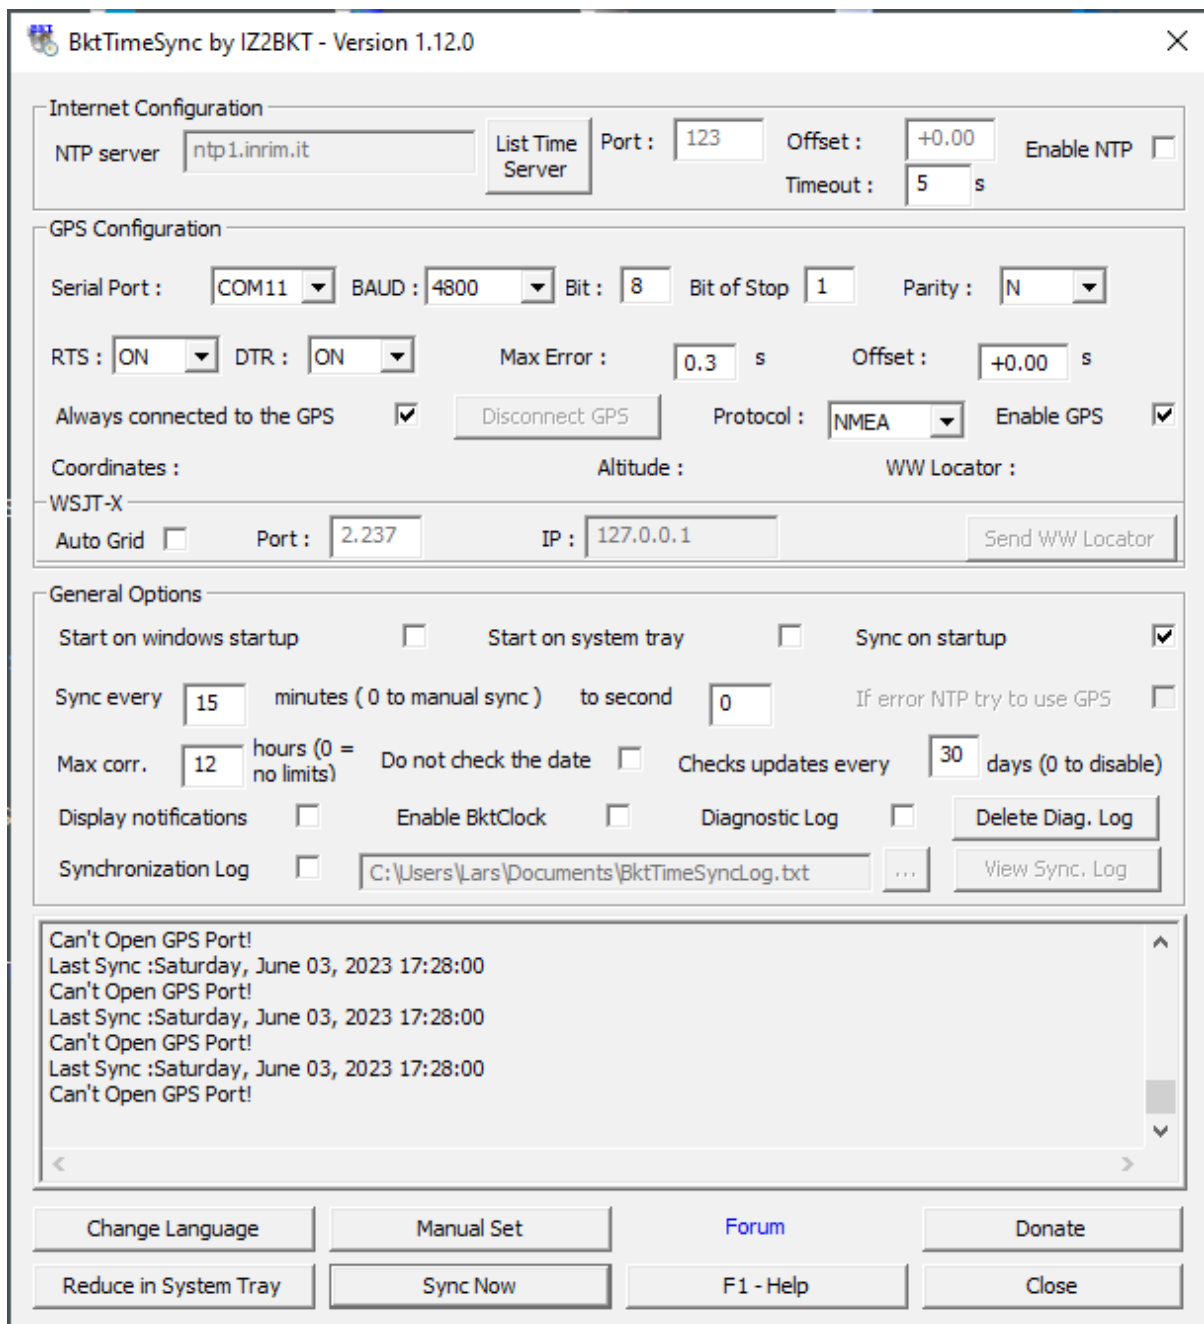 BktTimeSync by IZ2BKT - Version 1.12.0
Internet Configuration
NTP server ntp1.inrim.it List Time Server Port : 123 Offset : +0.00 Enable NTP
Timeout : 5 s
GPS Configuration
Serial Port : COM11 BAUD : 4800 Bit : 8 Bit of Stop 1 Parity : N
RTS : ON DTR : ON Max Error : 0.3 s Offset : +0.00 s
Always connected to the GPS Disconnect GPS Protocol : NMEA Enable GPS
Coordinates : Altitude : WW Locator :
WSJT-X
Auto Grid Port : 2.237 IP : 127.0.0.1 Send WW Locator
General Options
Start on windows startup Start on system tray Sync on startup
Sync every 15 minutes ( 0 to manual sync ) to second 0 If error NTP try to use GPS
Max corr. 12 hours (0 = no limits) Do not check the date Checks updates every 30 days (0 to disable)
Display notifications Enable BktClock Diagnostic Log Delete Diag. Log
Synchronization Log C:\Users\Lars\Documents\BktTimeSyncLog.txt ... View Sync. Log
Can't Open GPS Port!
Last Sync :Saturday, June 03, 2023 17:28:00
Can't Open GPS Port!
Last Sync :Saturday, June 03, 2023 17:28:00
Can't Open GPS Port!
Last Sync :Saturday, June 03, 2023 17:28:00
Can't Open GPS Port!
Change Language Manual Set Forum Donate
Reduce in System Tray Sync Now F1 - Help Close